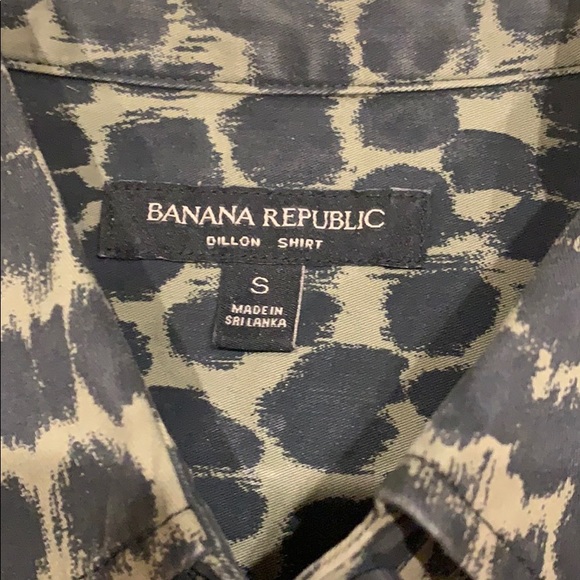 BANANA REPUBLIC
DILLON SHIRT
S
MADE IN
SRI LANKA